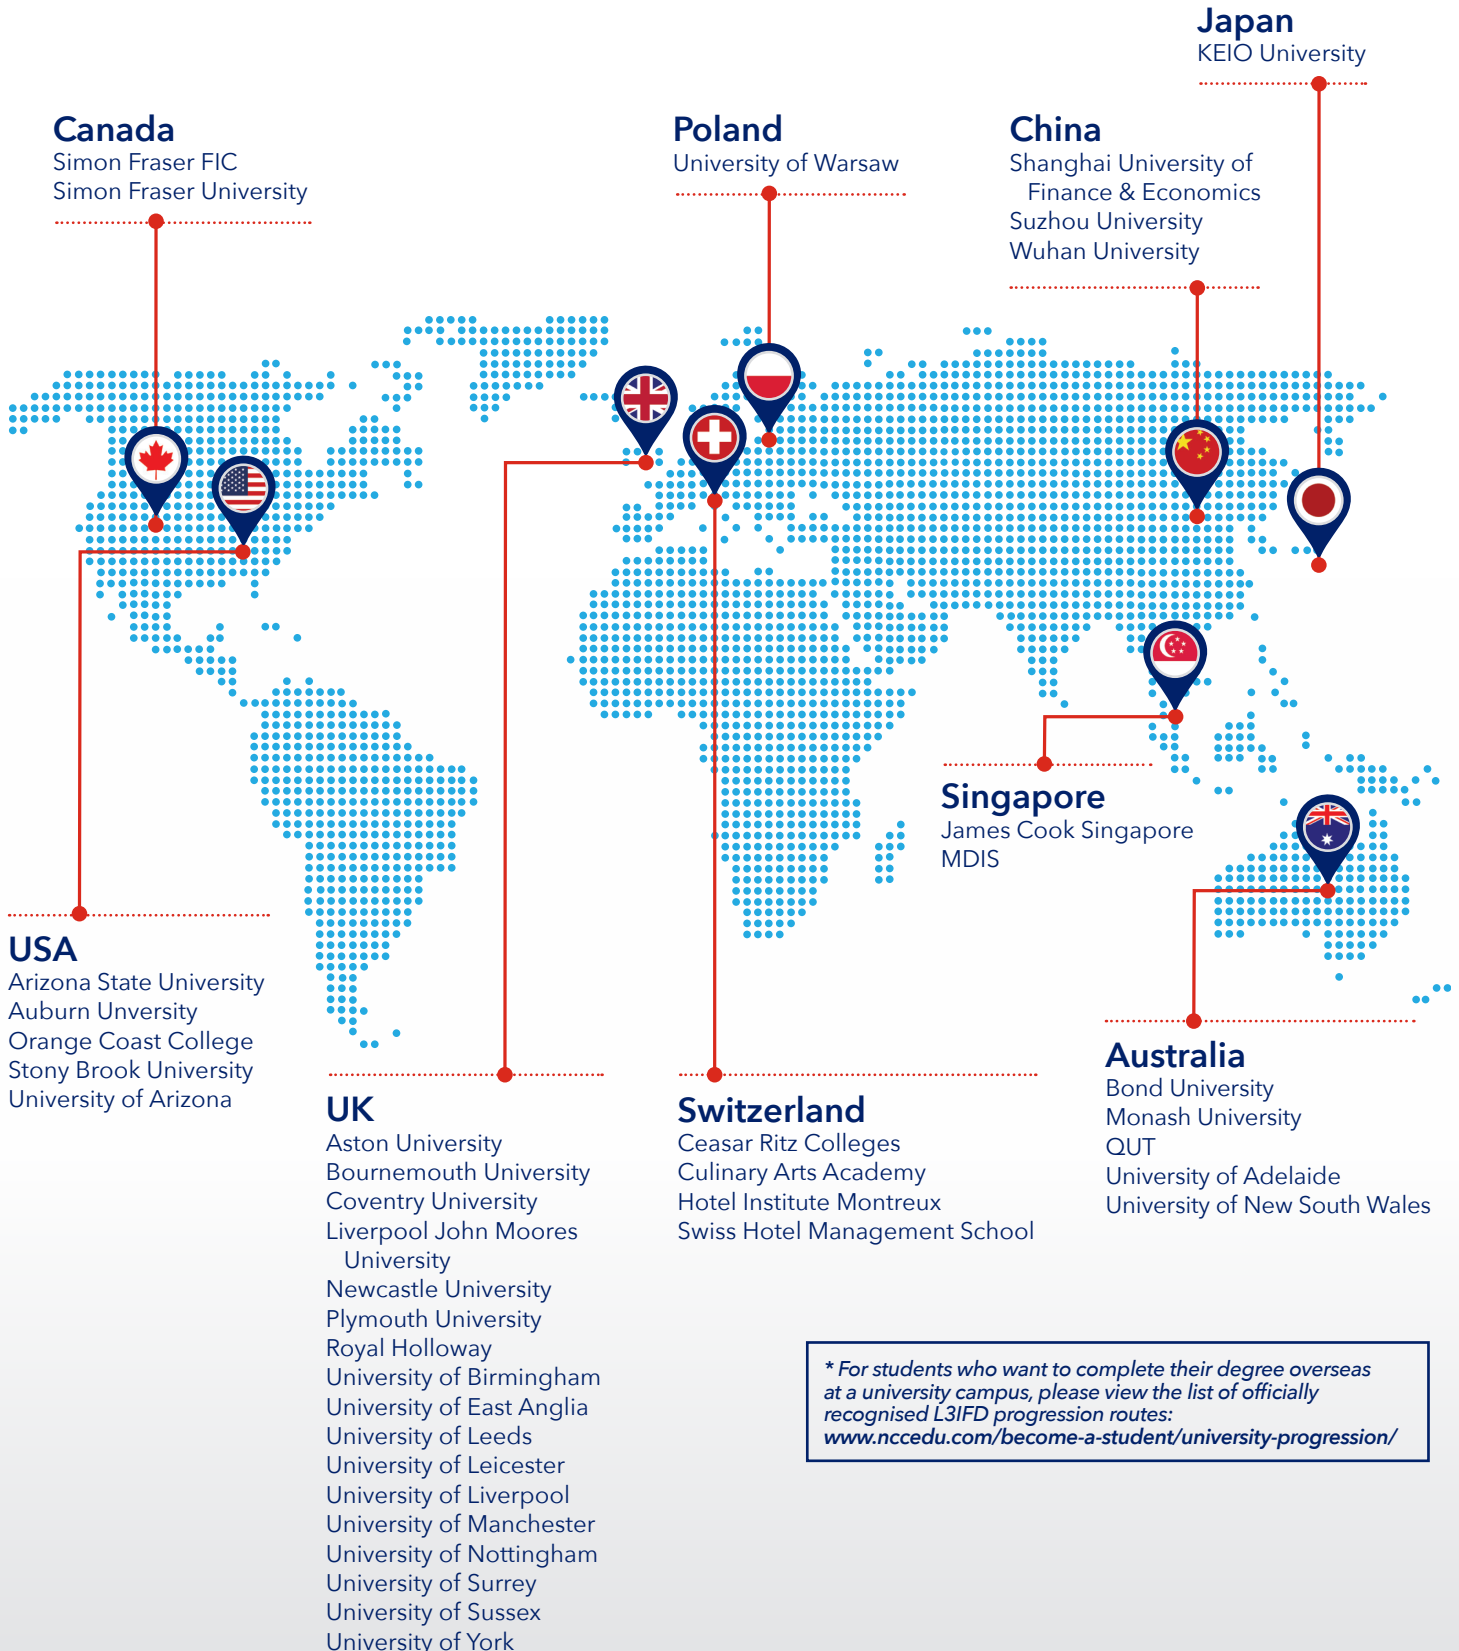 Japan
KEIO University
Canada
Simon Fraser FIC
Simon Fraser University
Poland
University of Warsaw
China
Shanghai University of
Finance & Economics
Suzhou University
Wuhan University
Singapore
James Cook Singapore
MDIS
USA
Arizona State University
Auburn Unversity
Orange Coast College
Stony Brook University
University of Arizona
UK
Aston University
Bournemouth University
Coventry University
Liverpool John Moores
University
Newcastle University
Plymouth University
Royal Holloway
University of Birmingham
University of East Anglia
University of Leeds
University of Leicester
University of Liverpool
University of Manchester
University of Nottingham
University of Surrey
University of Sussex
University of York
Switzerland
Ceasar Ritz Colleges
Culinary Arts Academy
Hotel Institute Montreux
Swiss Hotel Management School
Australia
Bond University
Monash University
QUT
University of Adelaide
University of New South Wales
* For students who want to complete their degree overseas
at a university campus, please view the list of officially
recognised L3IFD progression routes:
www.nccedu.com/become-a-student/university-progression/